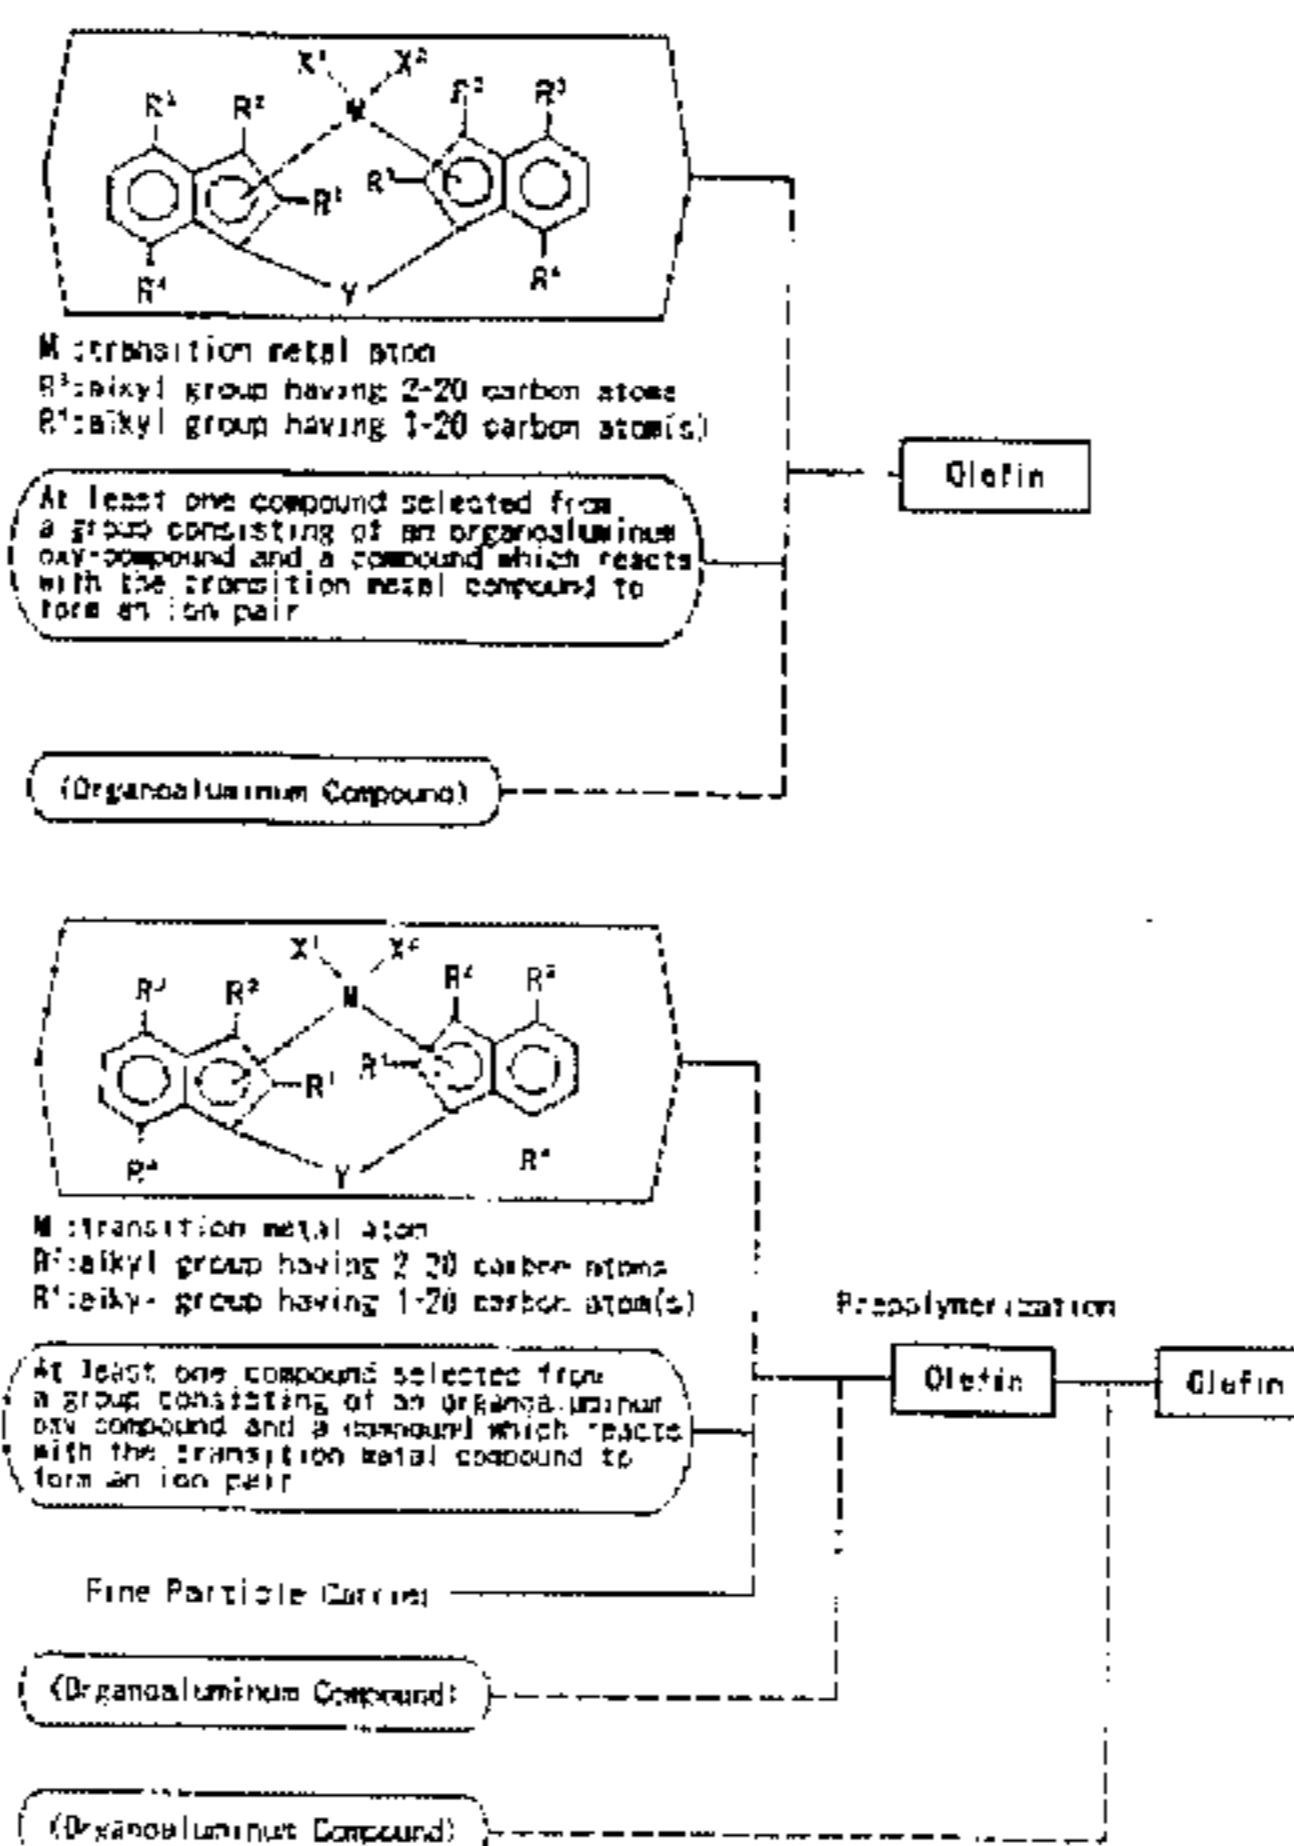 X¹ X²
M
R³ R² R² R³
R¹ R¹
R⁴ R⁴
Y
M :transition metal atom
R³:alkyl group having 2-20 carbon atoms
R⁴:alkyl group having 1-20 carbon atom(s)
Olefin
At least one compound selected from
a group consisting of an organoaluminum
oxy-compound and a compound which reacts
with the transition metal compound to
form an ion pair
(Organoaluminum Compound)
X¹ X²
M
R³ R² R² R³
R¹ R¹
R⁴ R⁴
Y
M :transition metal atom
R³:alkyl group having 2-20 carbon atoms
R⁴:alkyl group having 1-20 carbon atom(s)
Prepolymerization
At least one compound selected from
a group consisting of an organoaluminum
oxy compound and a compound which reacts
with the transition metal compound to
form an ion pair
Olefin Olefin
Fine Particle Carrier
(Organoaluminum Compound)
(Organoaluminum Compound)